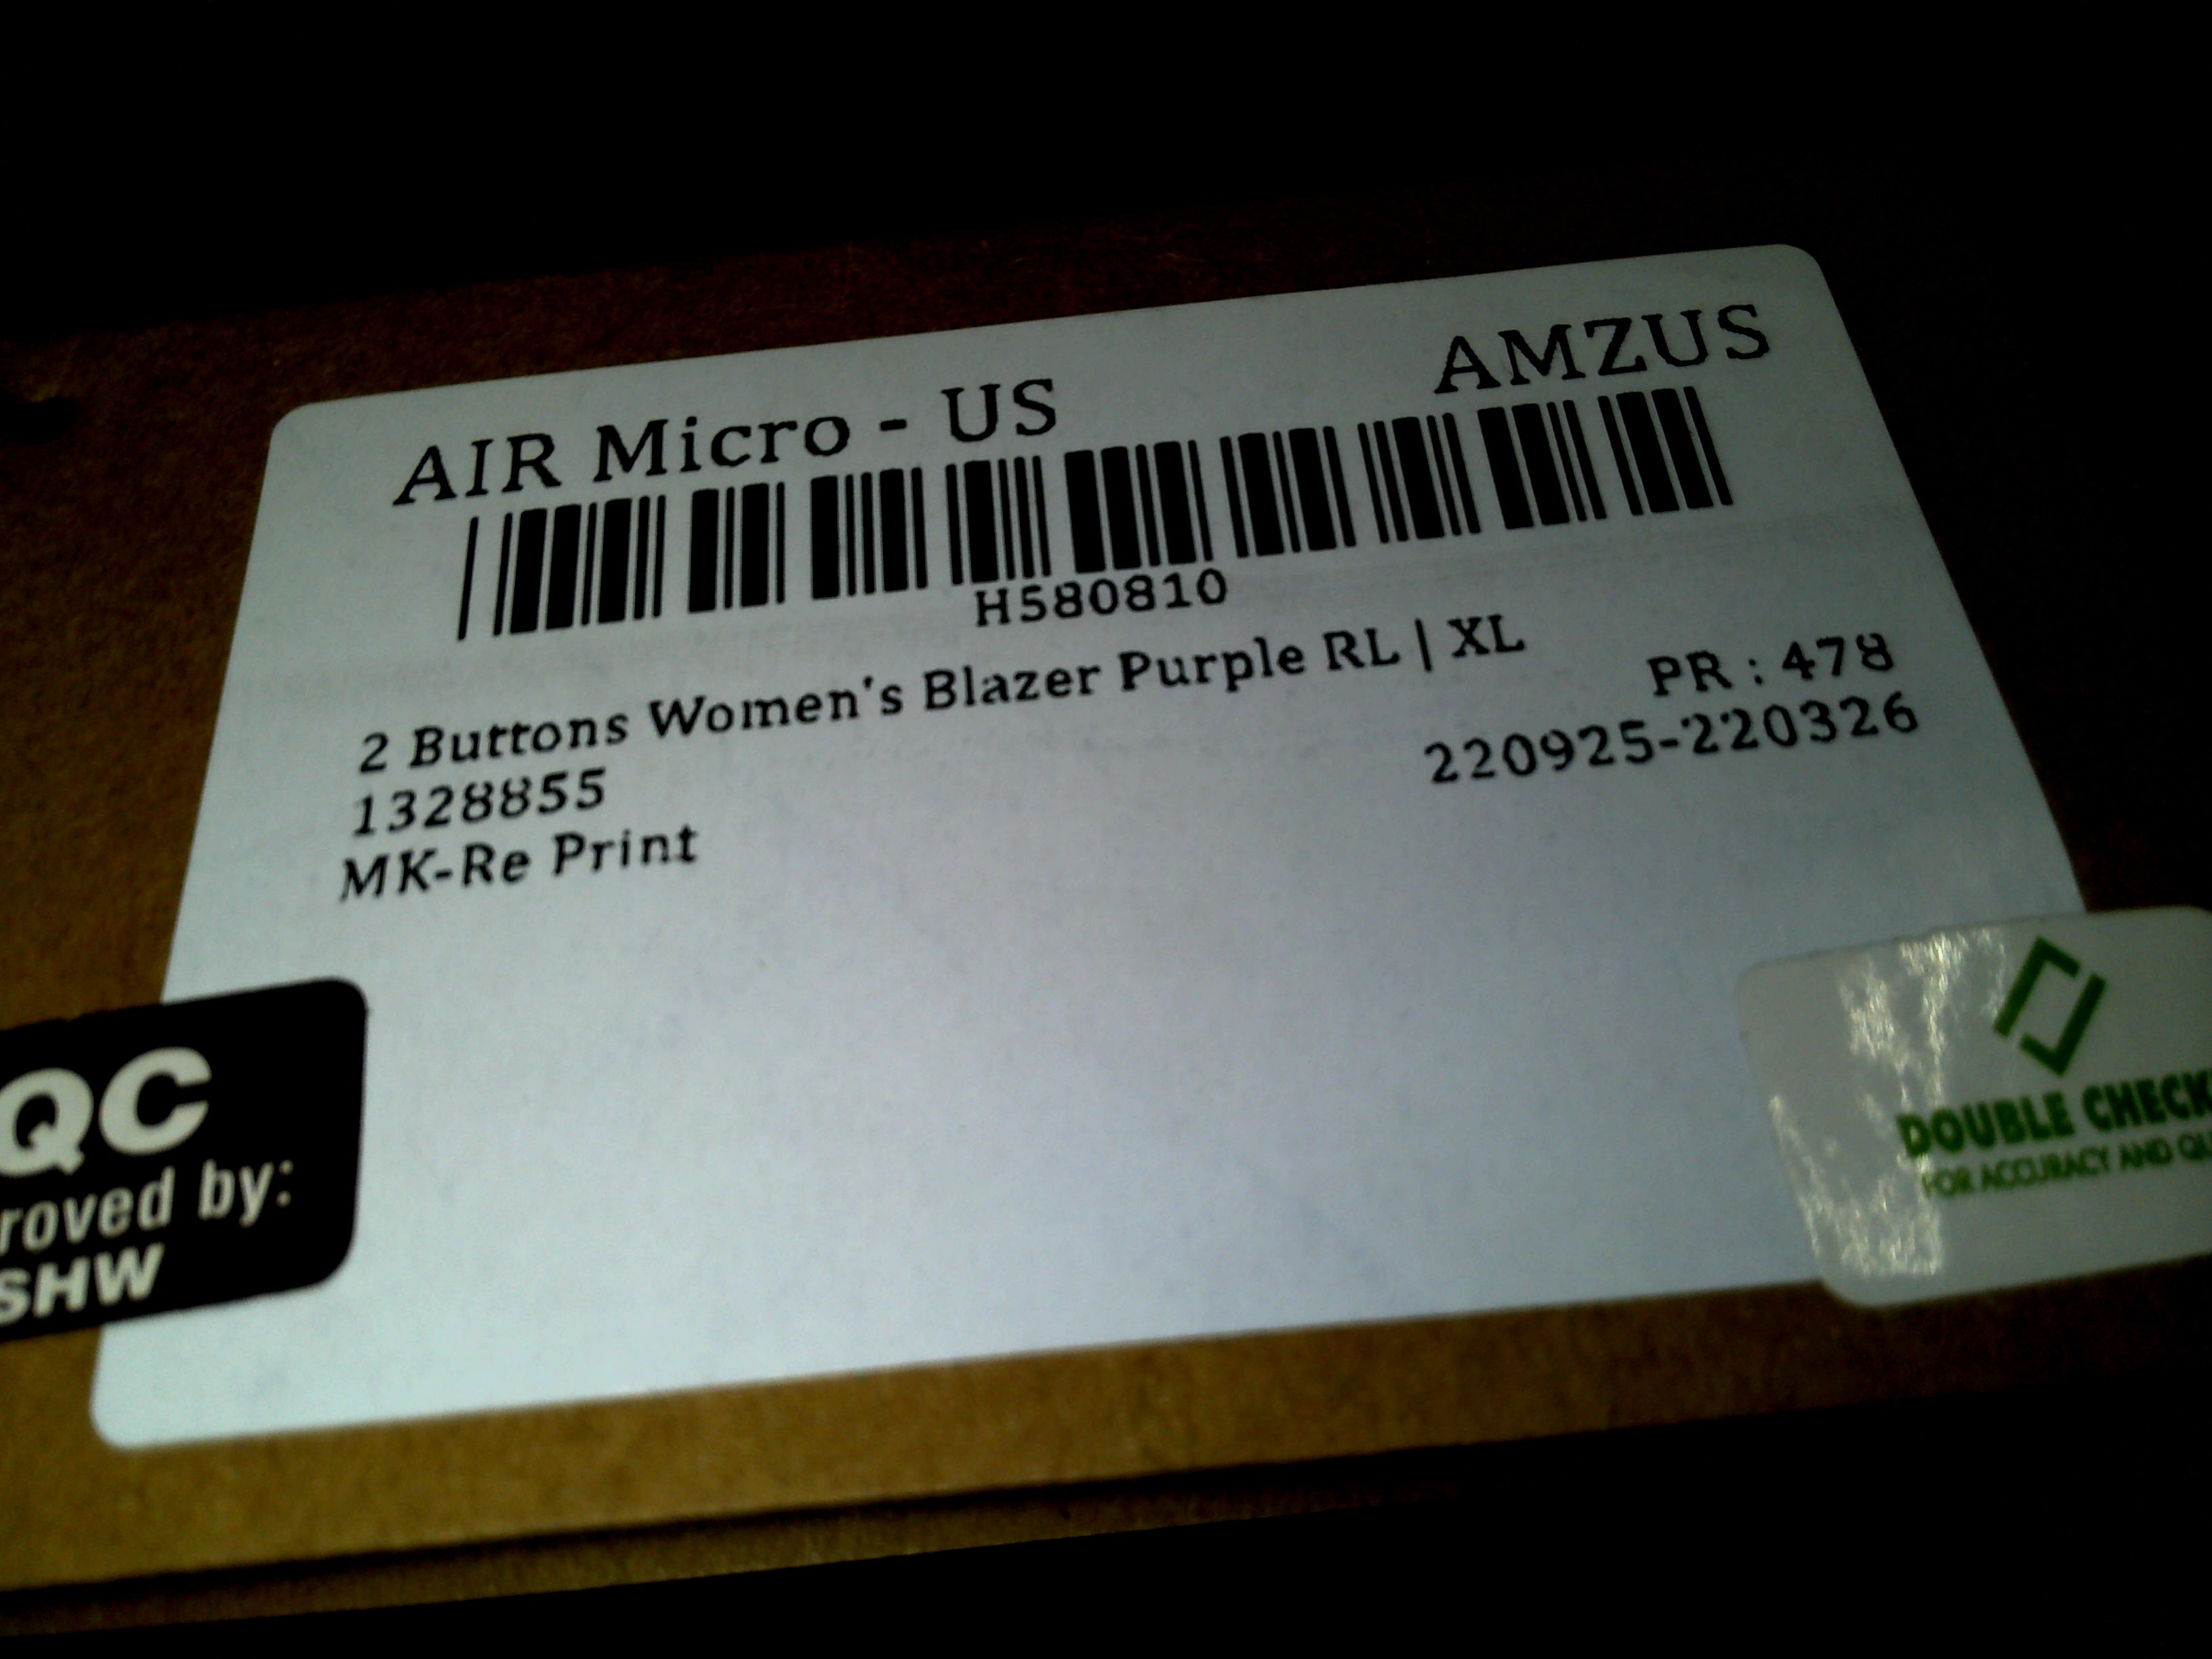 AIR Micro - US
AMZUS
H580810
2 Buttons Women's Blazer Purple RL | XL
PR : 478
1328855
220925-220326
MK-Re Print
QC
roved by:
SHW
DOUBLE CHECK
FOR ACCURACY AND QU